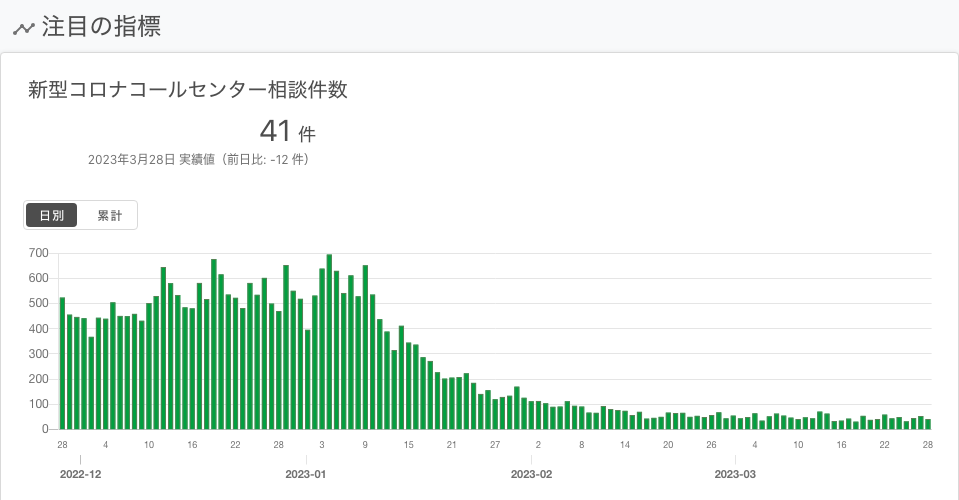 注目の指標
新型コロナコールセンター相談件数
41 件
2023年3月28日 実績値（前日比: -12 件）
日別 累計
700
600
500
400
300
200
100
0
28 4 10 16 22 28 3 9 15 21 27 2 8 14 20 26 4 10 16 22 28
2022-12 2023-01 2023-02 2023-03